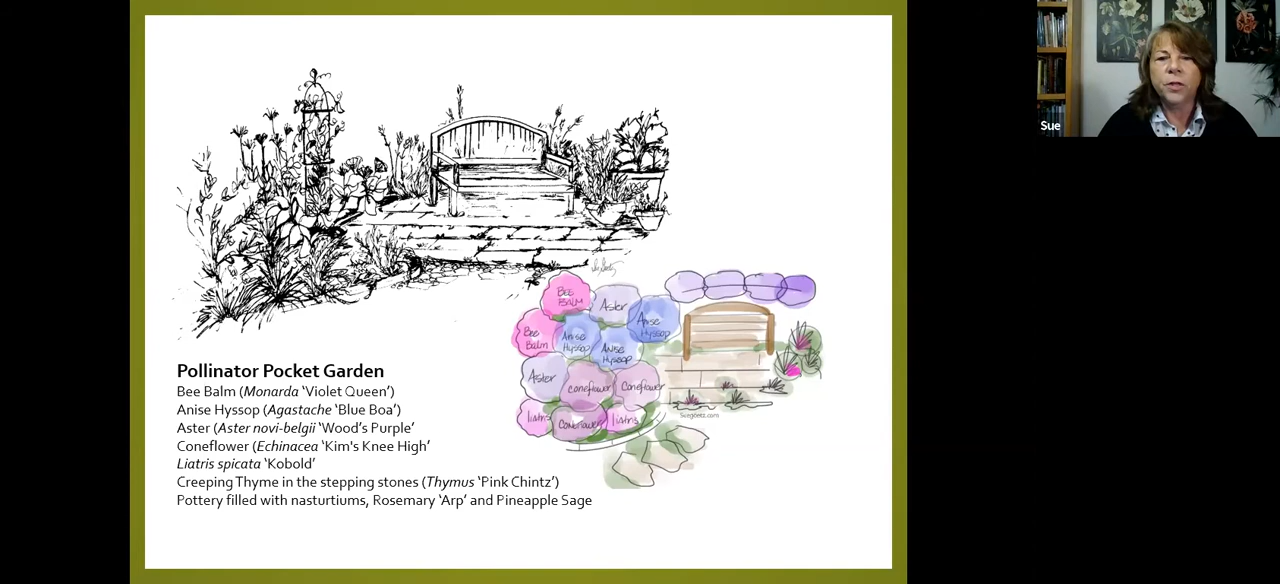 Sue
Bee
Balm
Aster
Anise
Hyssop
Bee
Balm
Anise
Hyssop
Anise
Hyssop
Aster
Coneflower
Coneflower
liatris
Coneflower
liatris
Suegoetz.com
Pollinator Pocket Garden
Bee Balm (Monarda ‘Violet Queen’)
Anise Hyssop (Agastache ‘Blue Boa’)
Aster (Aster novi-belgii ‘Wood’s Purple’
Coneflower (Echinacea ‘Kim's Knee High’
Liatris spicata ‘Kobold’
Creeping Thyme in the stepping stones (Thymus ‘Pink Chintz’)
Pottery filled with nasturtiums, Rosemary ‘Arp’ and Pineapple Sage